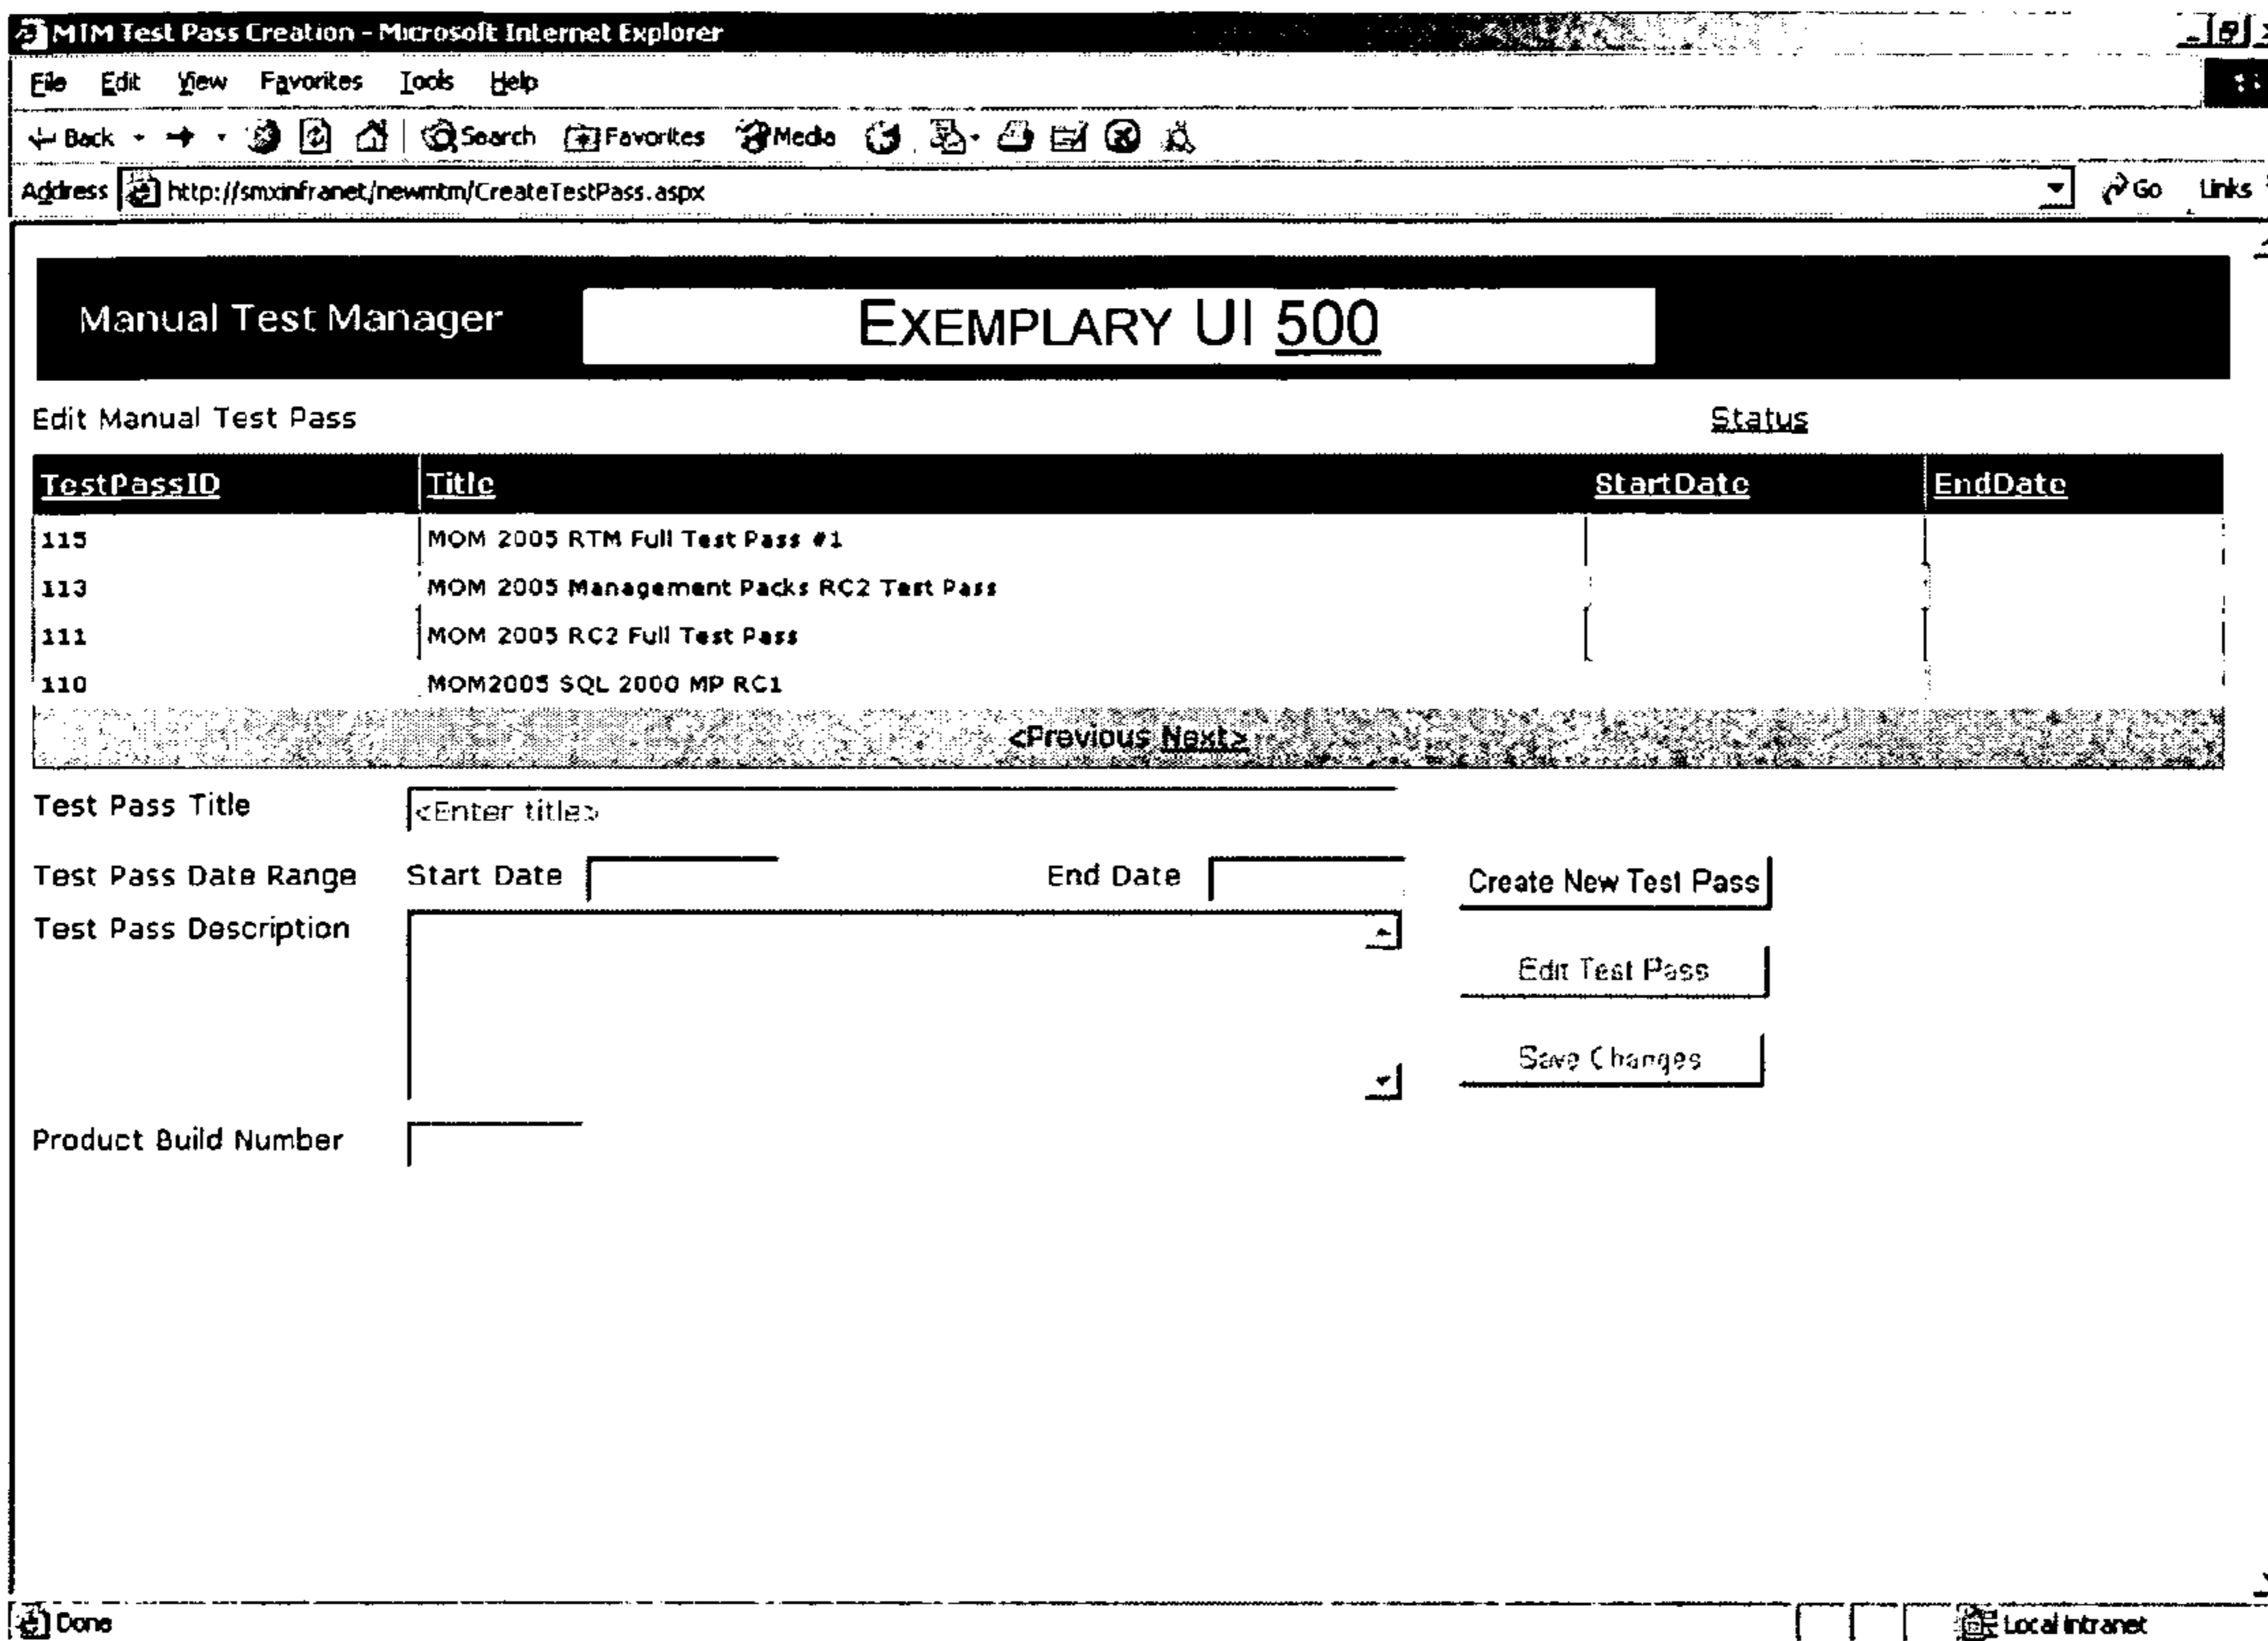 MTM Test Pass Creation - Microsoft Internet Explorer
File Edit View Favorites Tools Help
Back Search Favorites Media
Address http://smxinfranet/newmtm/CreateTestPass.aspx Go Links
Manual Test Manager EXEMPLARY UI 500
Edit Manual Test Pass Status
TestPassID Title StartDate EndDate
115 MOM 2005 RTM Full Test Pass #1
113 MOM 2005 Management Packs RC2 Test Pass
111 MOM 2005 RC2 Full Test Pass
110 MOM2005 SQL 2000 MP RC1
<Previous Next>
Test Pass Title <Enter title>
Test Pass Date Range Start Date End Date Create New Test Pass
Test Pass Description
Edit Test Pass
Save Changes
Product Build Number
Done Local intranet